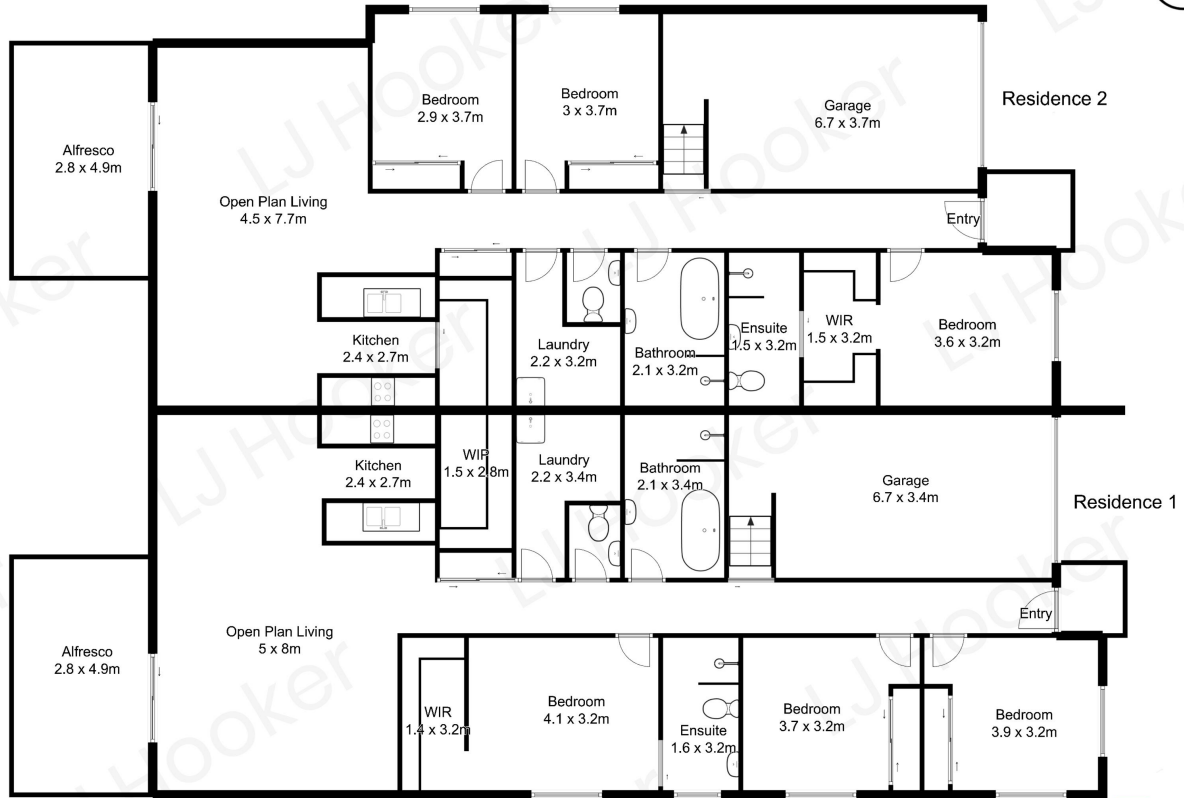 LJ Hooker
Residence 2
Bedroom
2.9 x 3.7m
Bedroom
3 x 3.7m
Garage
6.7 x 3.7m
Alfresco
2.8 x 4.9m
Open Plan Living
4.5 x 7.7m
Entry
Kitchen
2.4 x 2.7m
Laundry
2.2 x 3.2m
Bathroom
2.1 x 3.2m
Ensuite
1.5 x 3.2m
WIR
1.5 x 3.2m
Bedroom
3.6 x 3.2m
Kitchen
2.4 x 2.7m
WIP
1.5 x 2.8m
Laundry
2.2 x 3.4m
Bathroom
2.1 x 3.4m
Garage
6.7 x 3.4m
Residence 1
Entry
Alfresco
2.8 x 4.9m
Open Plan Living
5 x 8m
WIR
1.4 x 3.2m
Bedroom
4.1 x 3.2m
Ensuite
1.6 x 3.2m
Bedroom
3.7 x 3.2m
Bedroom
3.9 x 3.2m